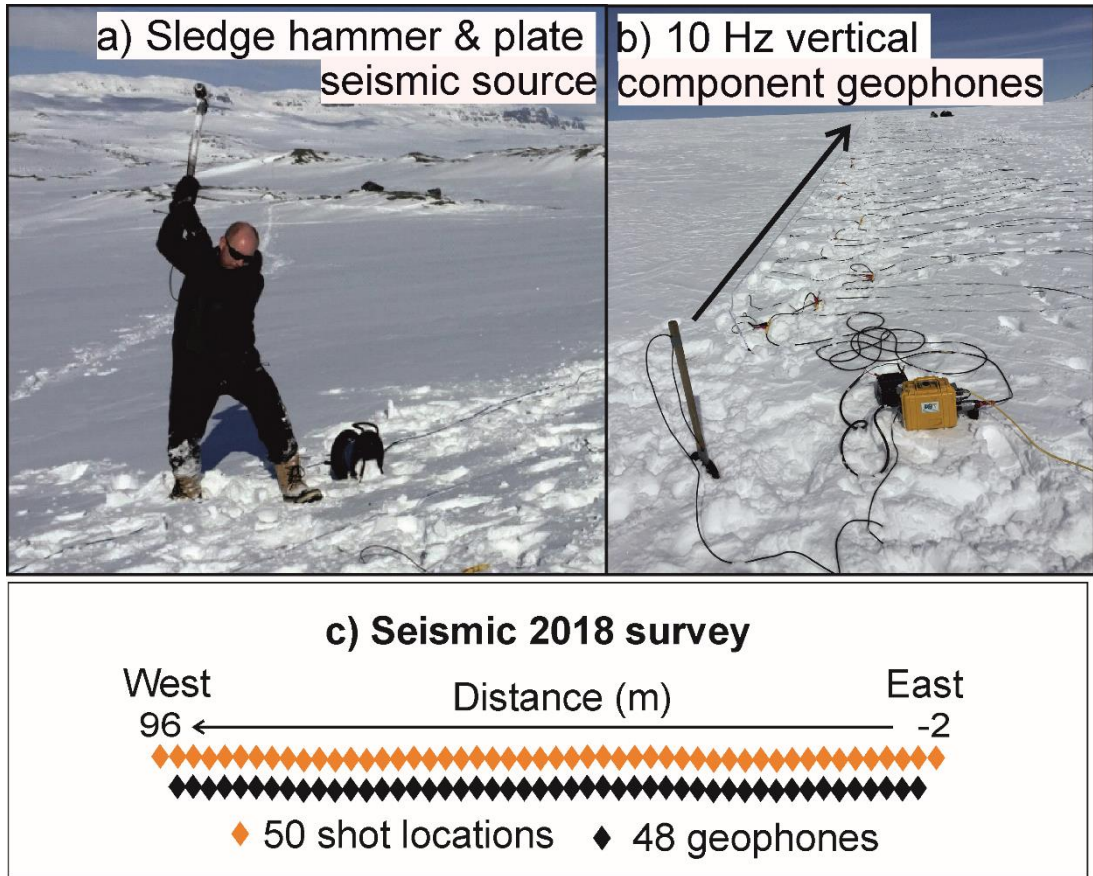 a) Sledge hammer & plate
seismic source
b) 10 Hz vertical
component geophones
c) Seismic 2018 survey
West
East
Distance (m)
96
-2
50 shot locations
48 geophones